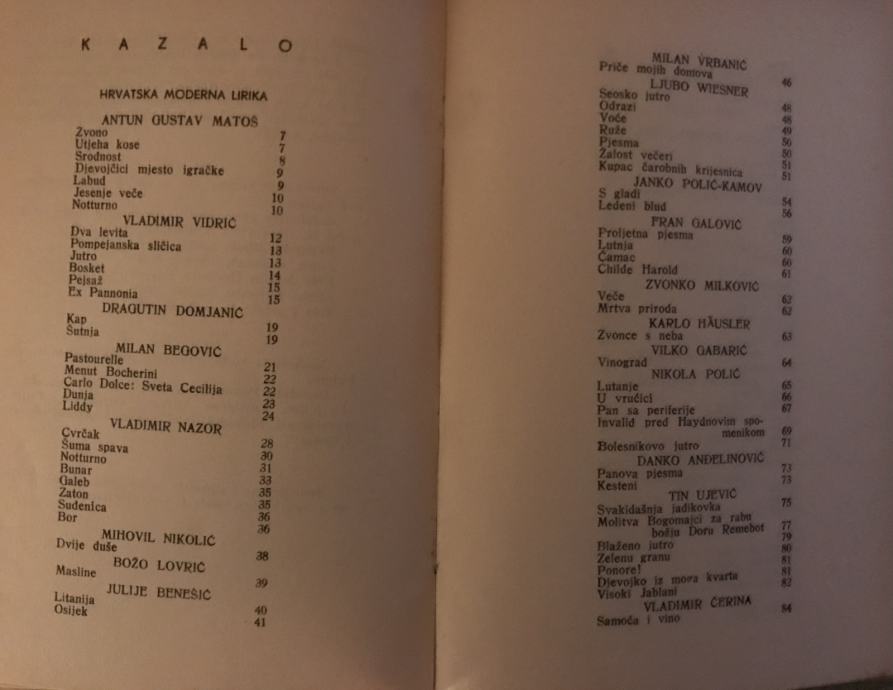 KAZALO
HRVATSKA MODERNA LIRIKA
ANTUN GUSTAV MATOŠ
Zvono 7
Utjeha kose 7
Srodnost 8
Djevojčici mjesto igračke 9
Labud 9
Jesenje veče 10
Notturno 10
VLADIMIR VIDRIĆ
Dva levita 12
Pompejanska sličica 13
Jutro 13
Bosket 14
Pejsaž 15
Ex Pannonia 15
DRAGUTIN DOMJANIĆ
Kap 19
Šutnja 19
MILAN BEGOVIĆ
Pastourelle 21
Menut Bocherini 22
Carlo Dolce: Sveta Cecilija 22
Dunja 23
Liddy 24
VLADIMIR NAZOR
Cvrčak 28
Šuma spava 30
Notturno 31
Bunar 33
Galeb 35
Zaton 35
Suđenica 36
Bor 36
MIHOVIL NIKOLIĆ
Dvije duše 38
BOŽO LOVRIĆ
Masline 39
JULIJE BENEŠIĆ
Litanija 40
Osijek 41
MILAN VRBANIĆ
Priče mojih domova 46
LJUBO WIESNER
Seosko jutro 48
Odrazi 48
Voće 49
Ruže 50
Pjesma 50
Žalost večeri 51
Kupac čarobnih krijesnica 51
JANKO POLIĆ-KAMOV
S gladi 54
Ledeni blud 56
FRAN GALOVIĆ
Proljetna pjesma 59
Lutnja 60
Čamac 60
Childe Harold 61
ZVONKO MILKOVIĆ
Veče 62
Mrtva priroda 62
KARLO HÄUSLER
Zvonce s neba 63
VILKO GABARIĆ
Vinograd 64
NIKOLA POLIĆ
Lutanje 65
U vrućici 66
Pan sa periferije 67
Invalid pred Haydnovim spo-
menikom 69
Bolesnikovo jutro 71
DANKO ANĐELINOVIĆ
Panova pjesma 73
Kesteni 73
TIN UJEVIĆ
Svakidašnja jadikovka 75
Molitva Bogomajci za rabu
božju Doru Remebot 77
Blaženo jutro 79
Zelenu granu 80
Ponore! 81
Djevojko iz moga kvarta 81
Visoki Jablani 82
VLADIMIR ČERINA
Samoća i vino 84